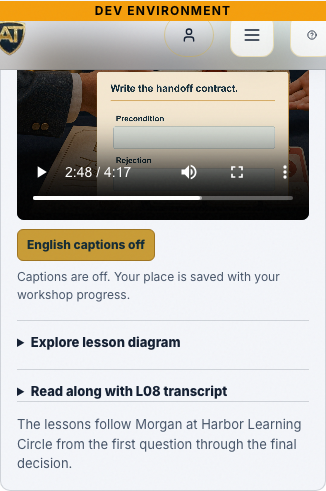 DEV ENVIRONMENT
AT
Write the handoff contract.
Precondition
Rejection
2:48 / 4:17
English captions off
Captions are off. Your place is saved with your
workshop progress.
Explore lesson diagram
Read along with L08 transcript
The lessons follow Morgan at Harbor Learning
Circle from the first question through the final
decision.